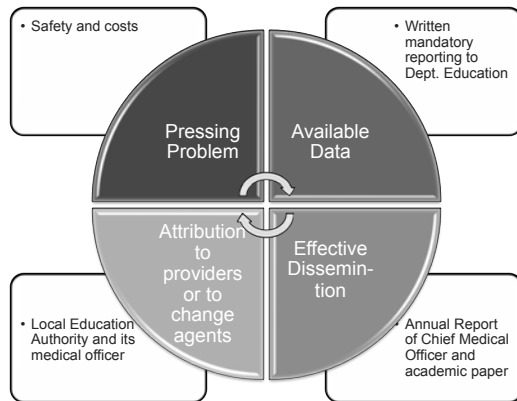 • Safety and costs
• Written
mandatory
reporting to
Dept. Education
Pressing
Problem
Available
Data
Attribution
to
providers
or to
change
agents
Effective
Dissemin-
tion
• Local Education
Authority and its
medical officer
• Annual Report
of Chief Medical
Officer and
academic paper